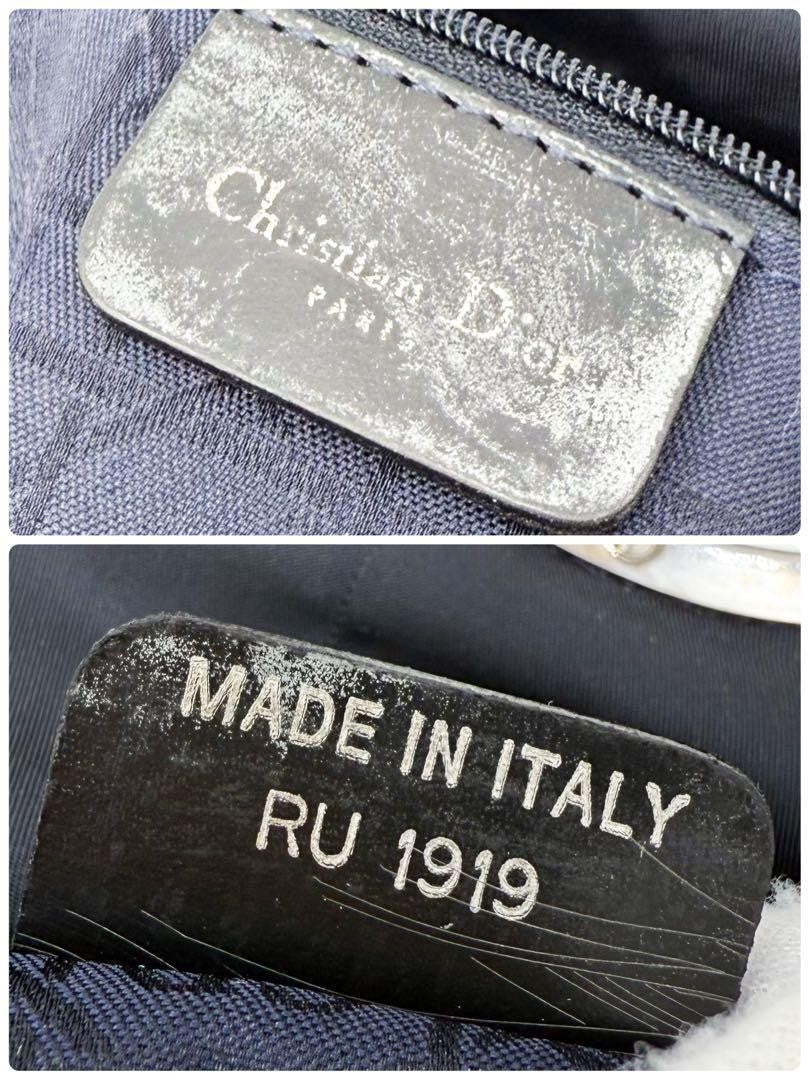 Christian Dior
PARIS
MADE IN ITALY
RU 1919